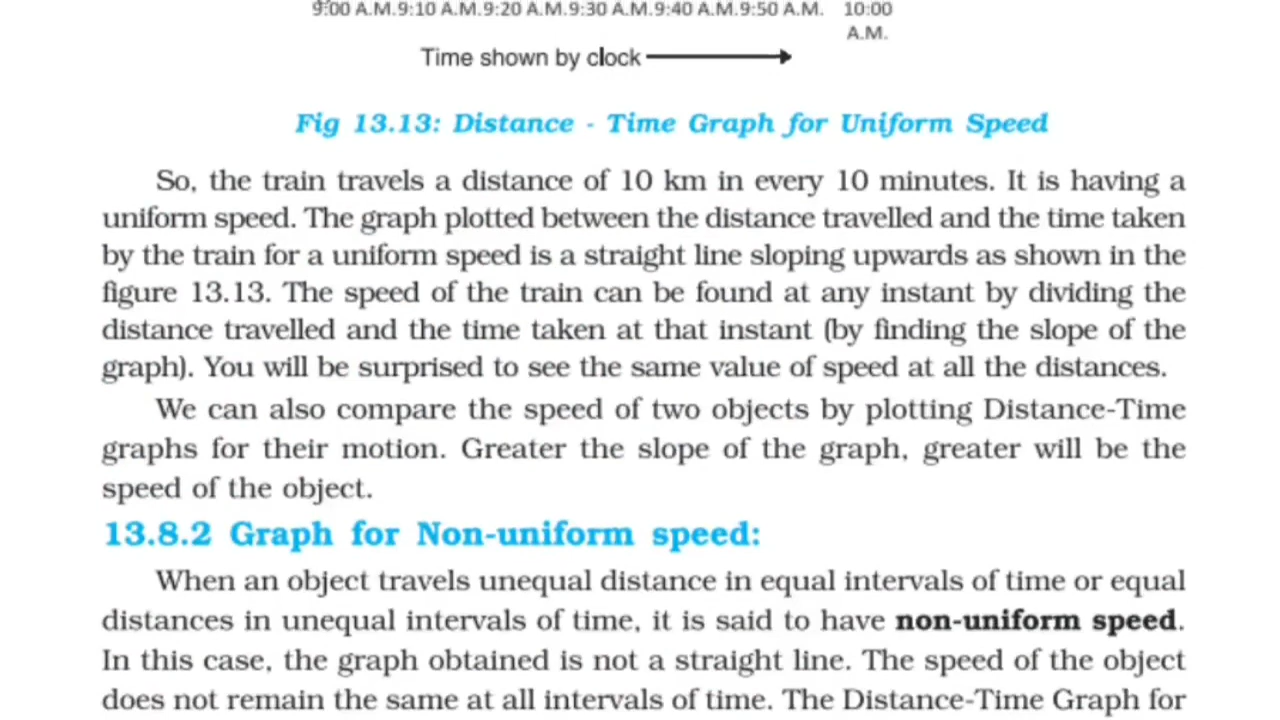 9:00 A.M.9:10 A.M.9:20 A.M.9:30 A.M.9:40 A.M.9:50 A.M. 10:00
A.M.
Time shown by clock
Fig 13.13: Distance - Time Graph for Uniform Speed
So, the train travels a distance of 10 km in every 10 minutes. It is having a
uniform speed. The graph plotted between the distance travelled and the time taken
by the train for a uniform speed is a straight line sloping upwards as shown in the
figure 13.13. The speed of the train can be found at any instant by dividing the
distance travelled and the time taken at that instant (by finding the slope of the
graph). You will be surprised to see the same value of speed at all the distances.
We can also compare the speed of two objects by plotting Distance-Time
graphs for their motion. Greater the slope of the graph, greater will be the
speed of the object.
13.8.2 Graph for Non-uniform speed:
When an object travels unequal distance in equal intervals of time or equal
distances in unequal intervals of time, it is said to have non-uniform speed.
In this case, the graph obtained is not a straight line. The speed of the object
does not remain the same at all intervals of time. The Distance-Time Graph for